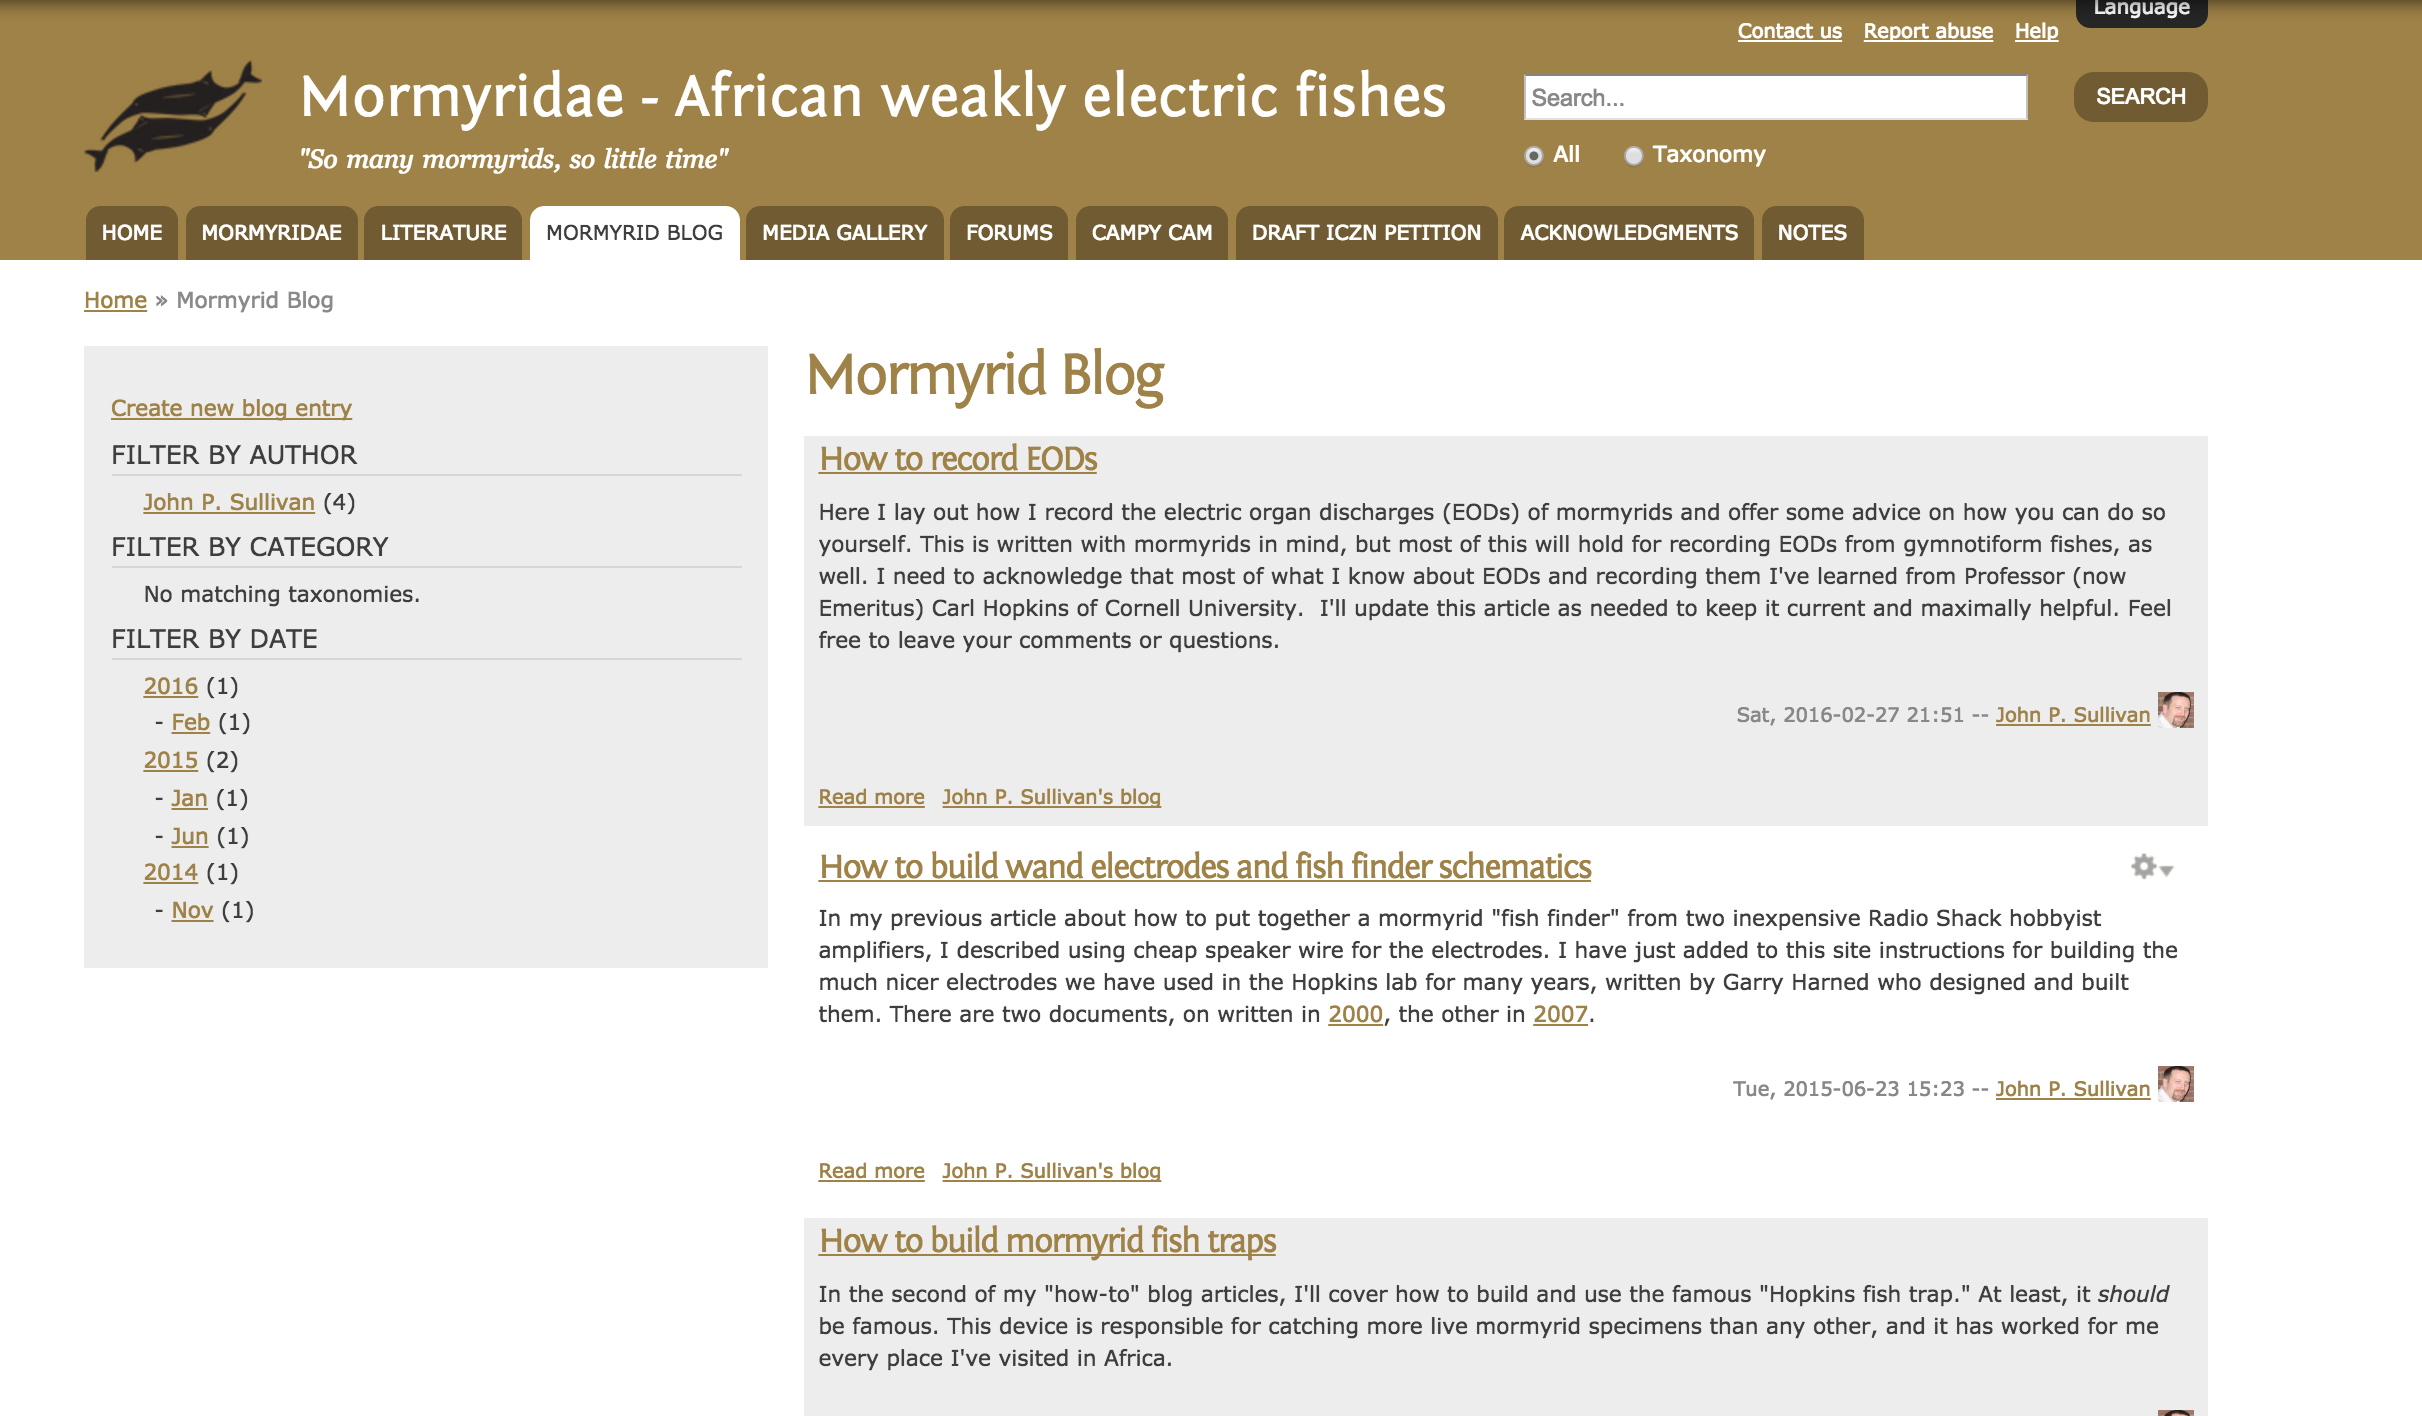 Language
Contact us Report abuse Help
Mormyridae - African weakly electric fishes
Search...
SEARCH
"So many mormyrids, so little time"
All Taxonomy
HOME MORMYRIDAE LITERATURE MORMYRID BLOG MEDIA GALLERY FORUMS CAMPY CAM DRAFT ICZN PETITION ACKNOWLEDGMENTS NOTES
Home » Mormyrid Blog
Create new blog entry
FILTER BY AUTHOR
John P. Sullivan (4)
FILTER BY CATEGORY
No matching taxonomies.
FILTER BY DATE
2016 (1)
- Feb (1)
2015 (2)
- Jan (1)
- Jun (1)
2014 (1)
- Nov (1)
Mormyrid Blog
How to record EODs
Here I lay out how I record the electric organ discharges (EODs) of mormyrids and offer some advice on how you can do so
yourself. This is written with mormyrids in mind, but most of this will hold for recording EODs from gymnotiform fishes, as
well. I need to acknowledge that most of what I know about EODs and recording them I've learned from Professor (now
Emeritus) Carl Hopkins of Cornell University.  I'll update this article as needed to keep it current and maximally helpful. Feel
free to leave your comments or questions.
Sat, 2016-02-27 21:51 -- John P. Sullivan
Read more John P. Sullivan's blog
How to build wand electrodes and fish finder schematics
In my previous article about how to put together a mormyrid "fish finder" from two inexpensive Radio Shack hobbyist
amplifiers, I described using cheap speaker wire for the electrodes. I have just added to this site instructions for building the
much nicer electrodes we have used in the Hopkins lab for many years, written by Garry Harned who designed and built
them. There are two documents, on written in 2000, the other in 2007.
Tue, 2015-06-23 15:23 -- John P. Sullivan
Read more John P. Sullivan's blog
How to build mormyrid fish traps
In the second of my "how-to" blog articles, I'll cover how to build and use the famous "Hopkins fish trap." At least, it should
be famous. This device is responsible for catching more live mormyrid specimens than any other, and it has worked for me
every place I've visited in Africa.